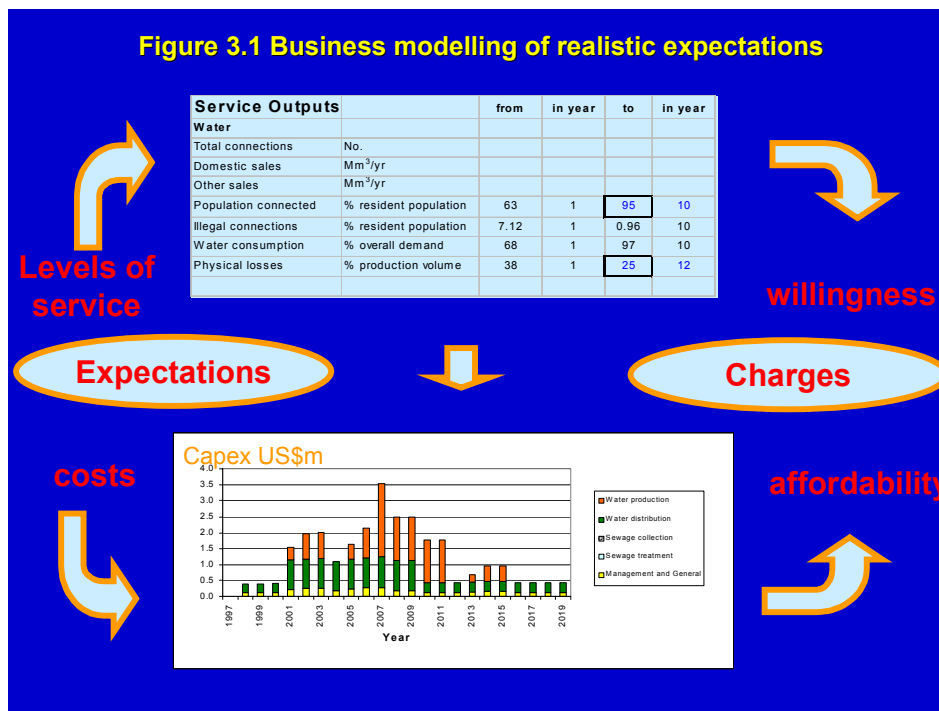 Figure 3.1 Business modelling of realistic expectations
Service Outputs from in year to in year
Water
Total connections No.
Domestic sales Mm³/yr
Other sales Mm³/yr
Population connected % resident population 63 1 95 10
Illegal connections % resident population 7.12 1 0.96 10
Water consumption % overall demand 68 1 97 10
Physical losses % production volume 38 1 25 12
Levels of
service
willingness
Expectations
Charges
costs
affordability
Capex US$m
4.0
3.5
3.0
2.5
2.0
1.5
1.0
0.5
0.0
1997 1999 2001 2003 2005 2007 2009 2011 2013 2015 2017 2019
Year
Water production
Water distribution
Sewage collection
Sewage treatment
Management and General